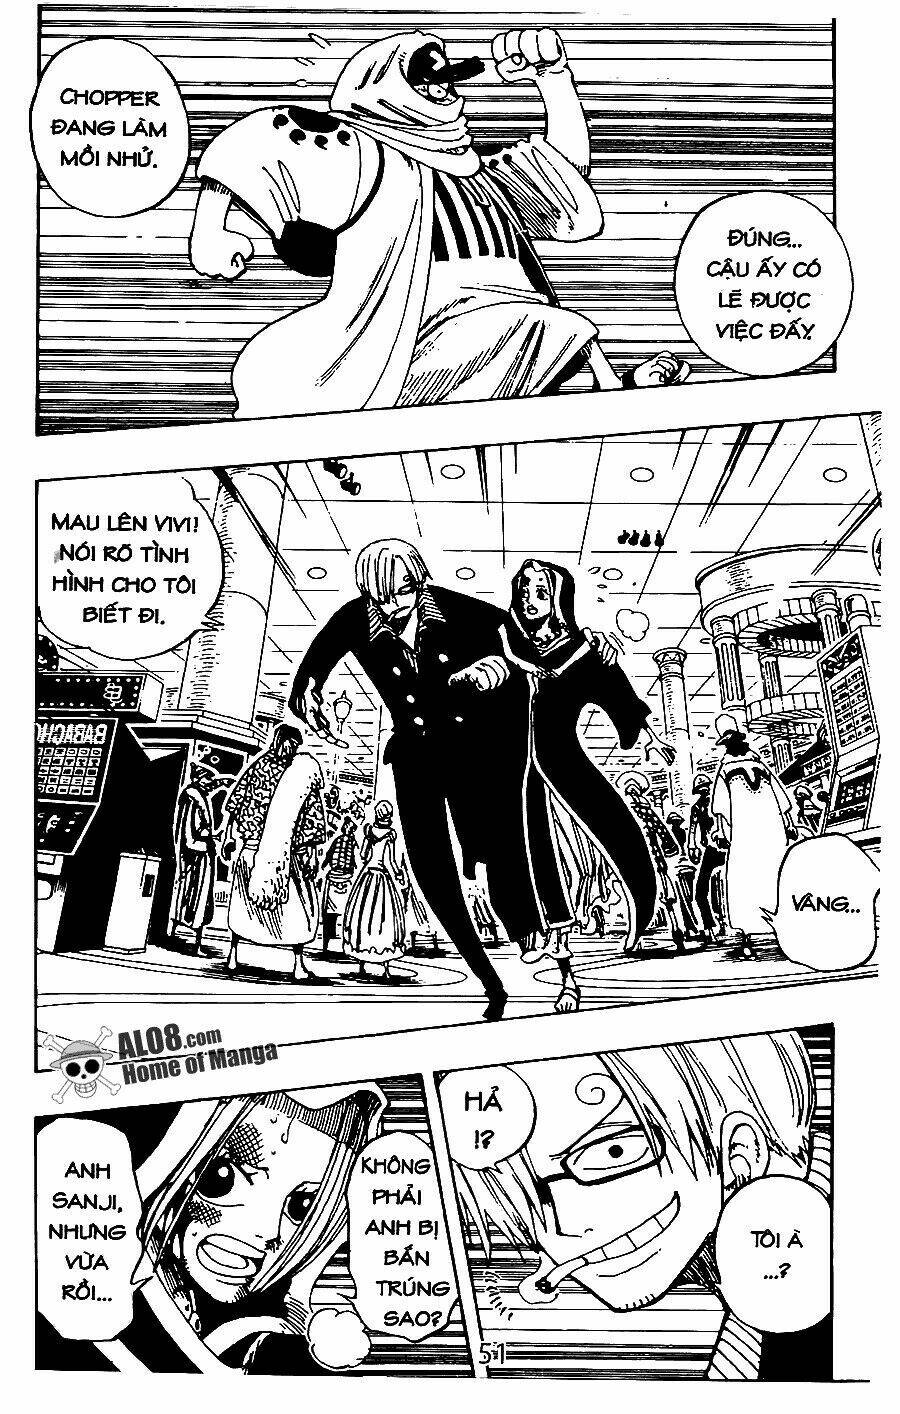 CHOPPER
ĐANG LÀM
MỒI NHỬ.
ĐÚNG...
CẬU ẤY CÓ
LẼ ĐƯỢC
VIỆC ĐẤY.
MAU LÊN VIVI!
NÓI RÕ TÌNH
HÌNH CHO TÔI
BIẾT ĐI.
VÂNG...
AL08.com
Home of Manga
HẢ
!?
TÔI À
...?
ANH
SANJI,
NHƯNG
VỪA
RỒI...
KHÔNG
PHẢI
ANH BỊ
BẮN
TRÚNG
SAO?
51